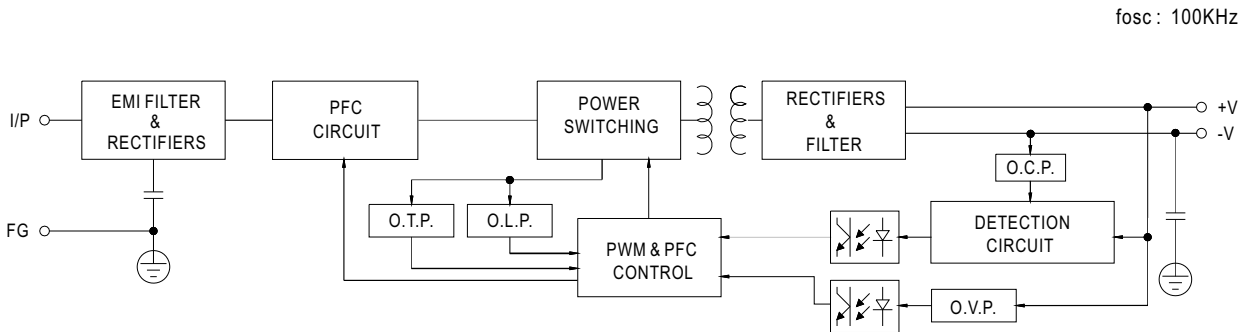 fosc : 100KHz
I/P
EMI FILTER
&
RECTIFIERS
PFC
CIRCUIT
POWER
SWITCHING
RECTIFIERS
&
FILTER
+V
-V
O.C.P.
FG
O.T.P.
O.L.P.
PWM & PFC
CONTROL
DETECTION
CIRCUIT
O.V.P.